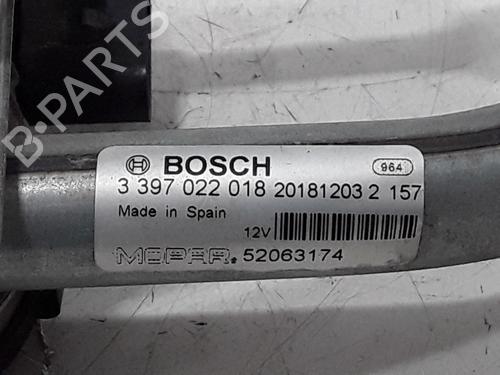 B-PARTS
BOSCH 964
3 397 022 018 20181203 2 157
Made in Spain
12V
MOPAR. 52063174